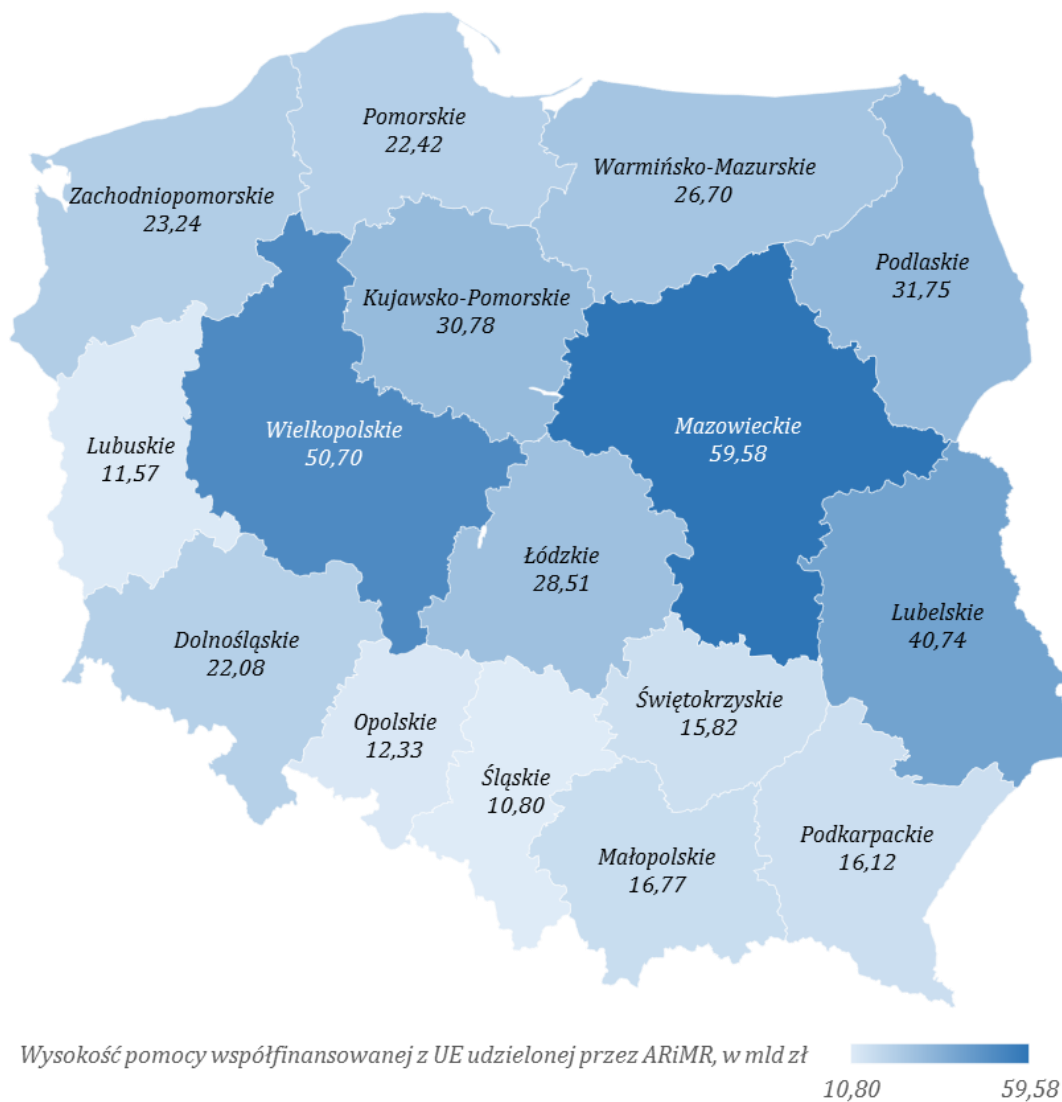 Pomorskie
22,42
Warmińsko-Mazurskie
26,70
Zachodniopomorskie
23,24
Podlaskie
31,75
Kujawsko-Pomorskie
30,78
Mazowieckie
59,58
Wielkopolskie
50,70
Lubuskie
11,57
Łódzkie
28,51
Lubelskie
40,74
Dolnośląskie
22,08
Świętokrzyskie
15,82
Opolskie
12,33
Śląskie
10,80
Podkarpackie
16,12
Małopolskie
16,77
Wysokość pomocy współfinansowanej z UE udzielonej przez ARiMR, w mld zł
10,80 59,58